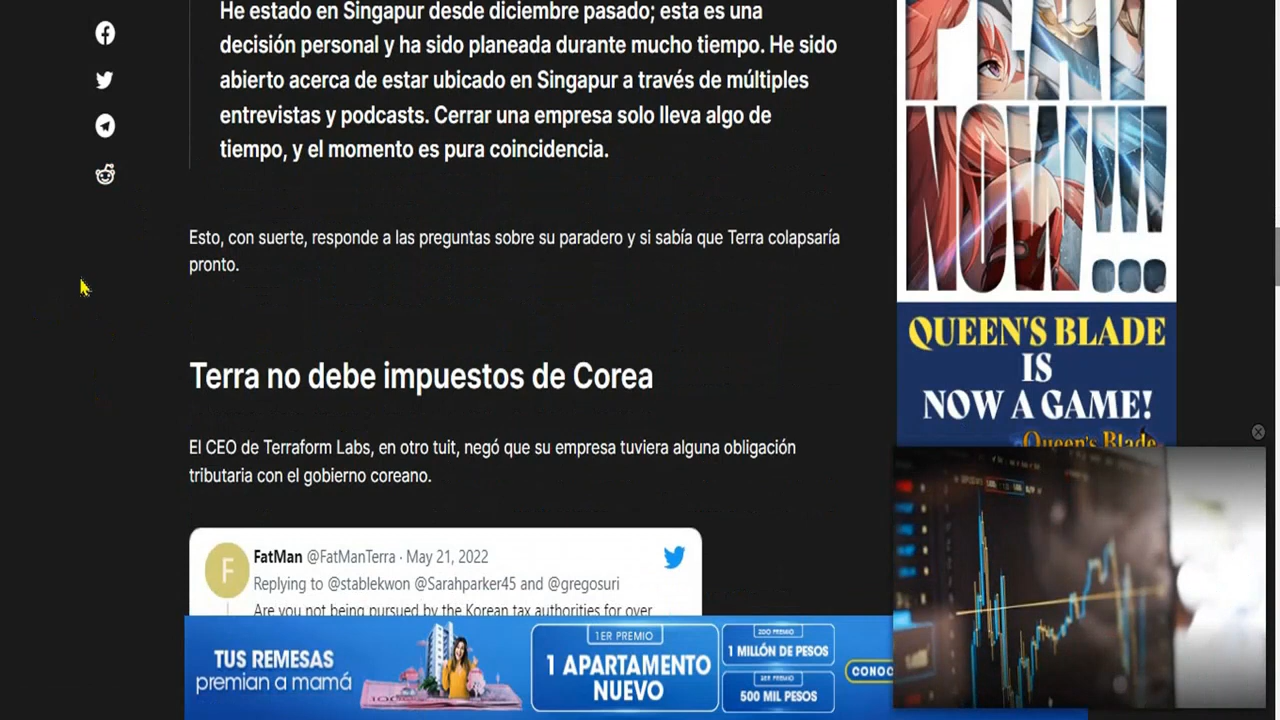 He estado en Singapur desde diciembre pasado; esta es una
decisión personal y ha sido planeada durante mucho tiempo. He sido
abierto acerca de estar ubicado en Singapur a través de múltiples
entrevistas y podcasts. Cerrar una empresa solo lleva algo de
tiempo, y el momento es pura coincidencia.
Esto, con suerte, responde a las preguntas sobre su paradero y si sabía que Terra colapsaría
pronto.
Terra no debe impuestos de Corea
El CEO de Terraform Labs, en otro tuit, negó que su empresa tuviera alguna obligación
tributaria con el gobierno coreano.
F
FatMan @FatManTerra · May 21, 2022
Replying to @stablekwon @Sarahparker45 and @gregosuri
Are you not being pursued by the Korean tax authorities for over
PLAY
NOW!!!...
QUEEN'S BLADE
IS
NOW A GAME!
Queen's Blade
TUS REMESAS
premian a mamá
1ER PREMIO
1 APARTAMENTO
NUEVO
2DO PREMIO
1 MILLÓN DE PESOS
3ER PREMIO
500 MIL PESOS
CONOC